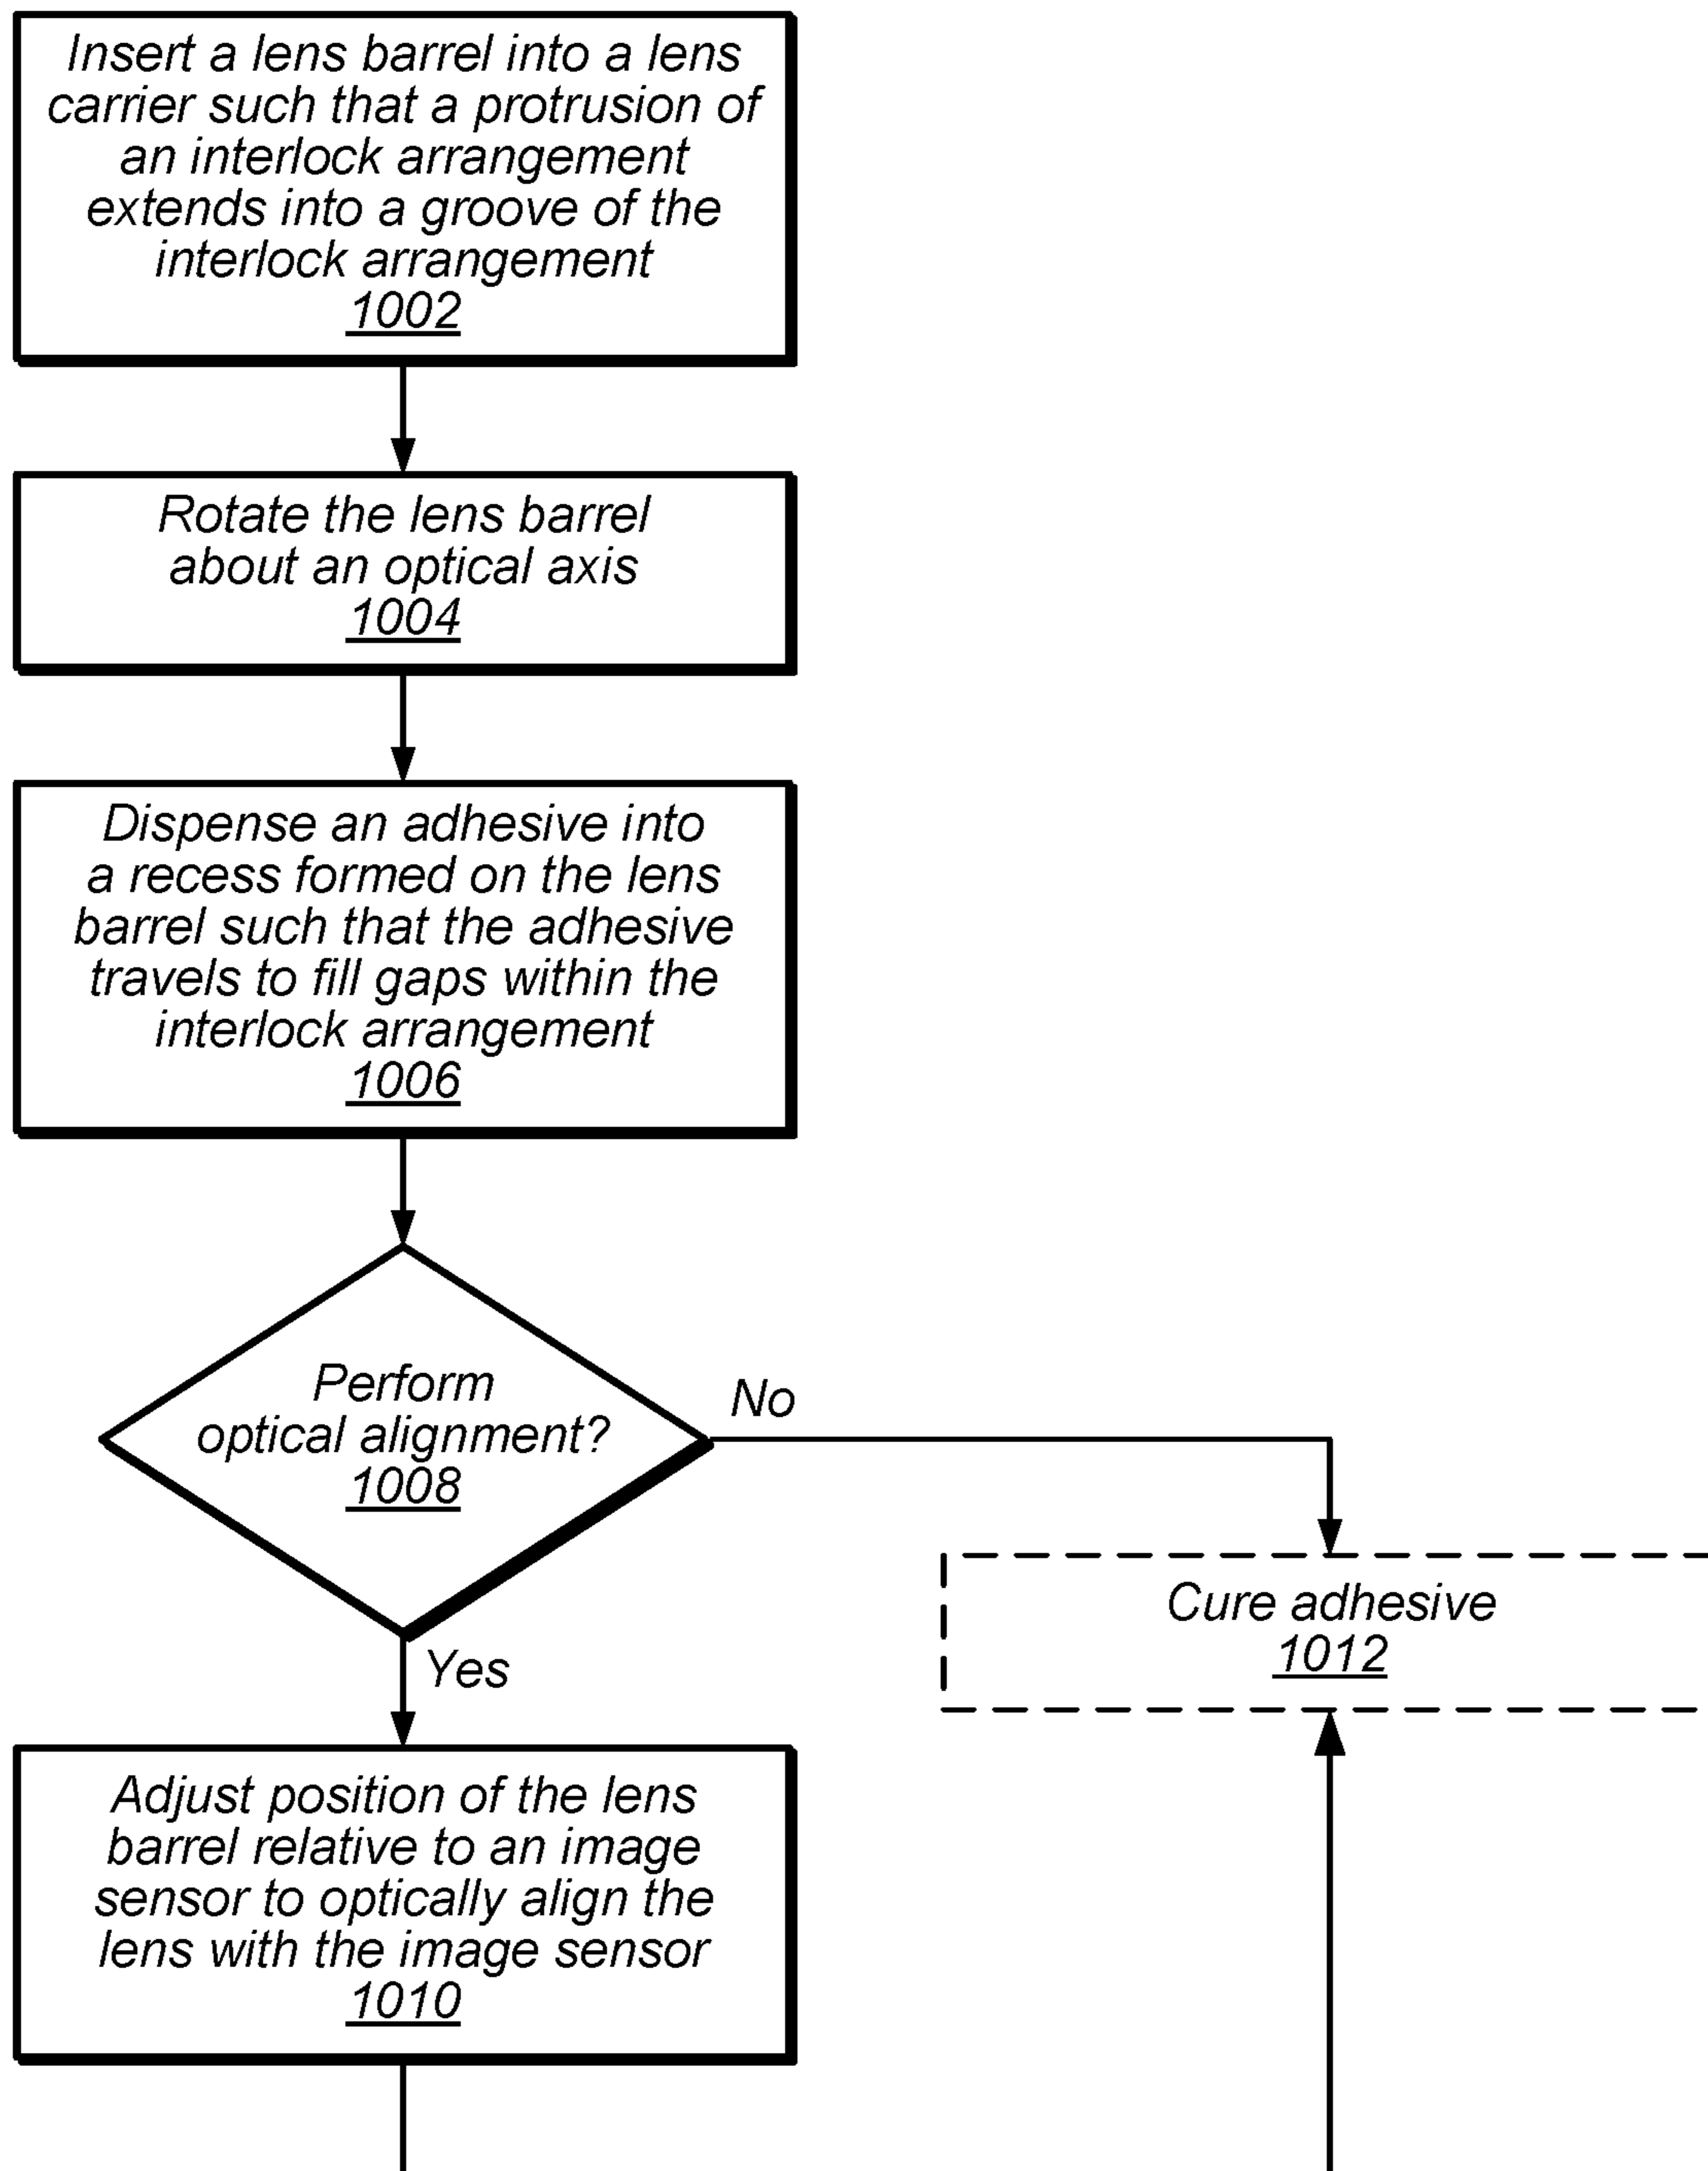 Insert a lens barrel into a lens
carrier such that a protrusion of
an interlock arrangement
extends into a groove of the
interlock arrangement
1002
Rotate the lens barrel
about an optical axis
1004
Dispense an adhesive into
a recess formed on the lens
barrel such that the adhesive
travels to fill gaps within the
interlock arrangement
1006
Perform
optical alignment?
1008
No
Yes
Cure adhesive
1012
Adjust position of the lens
barrel relative to an image
sensor to optically align the
lens with the image sensor
1010